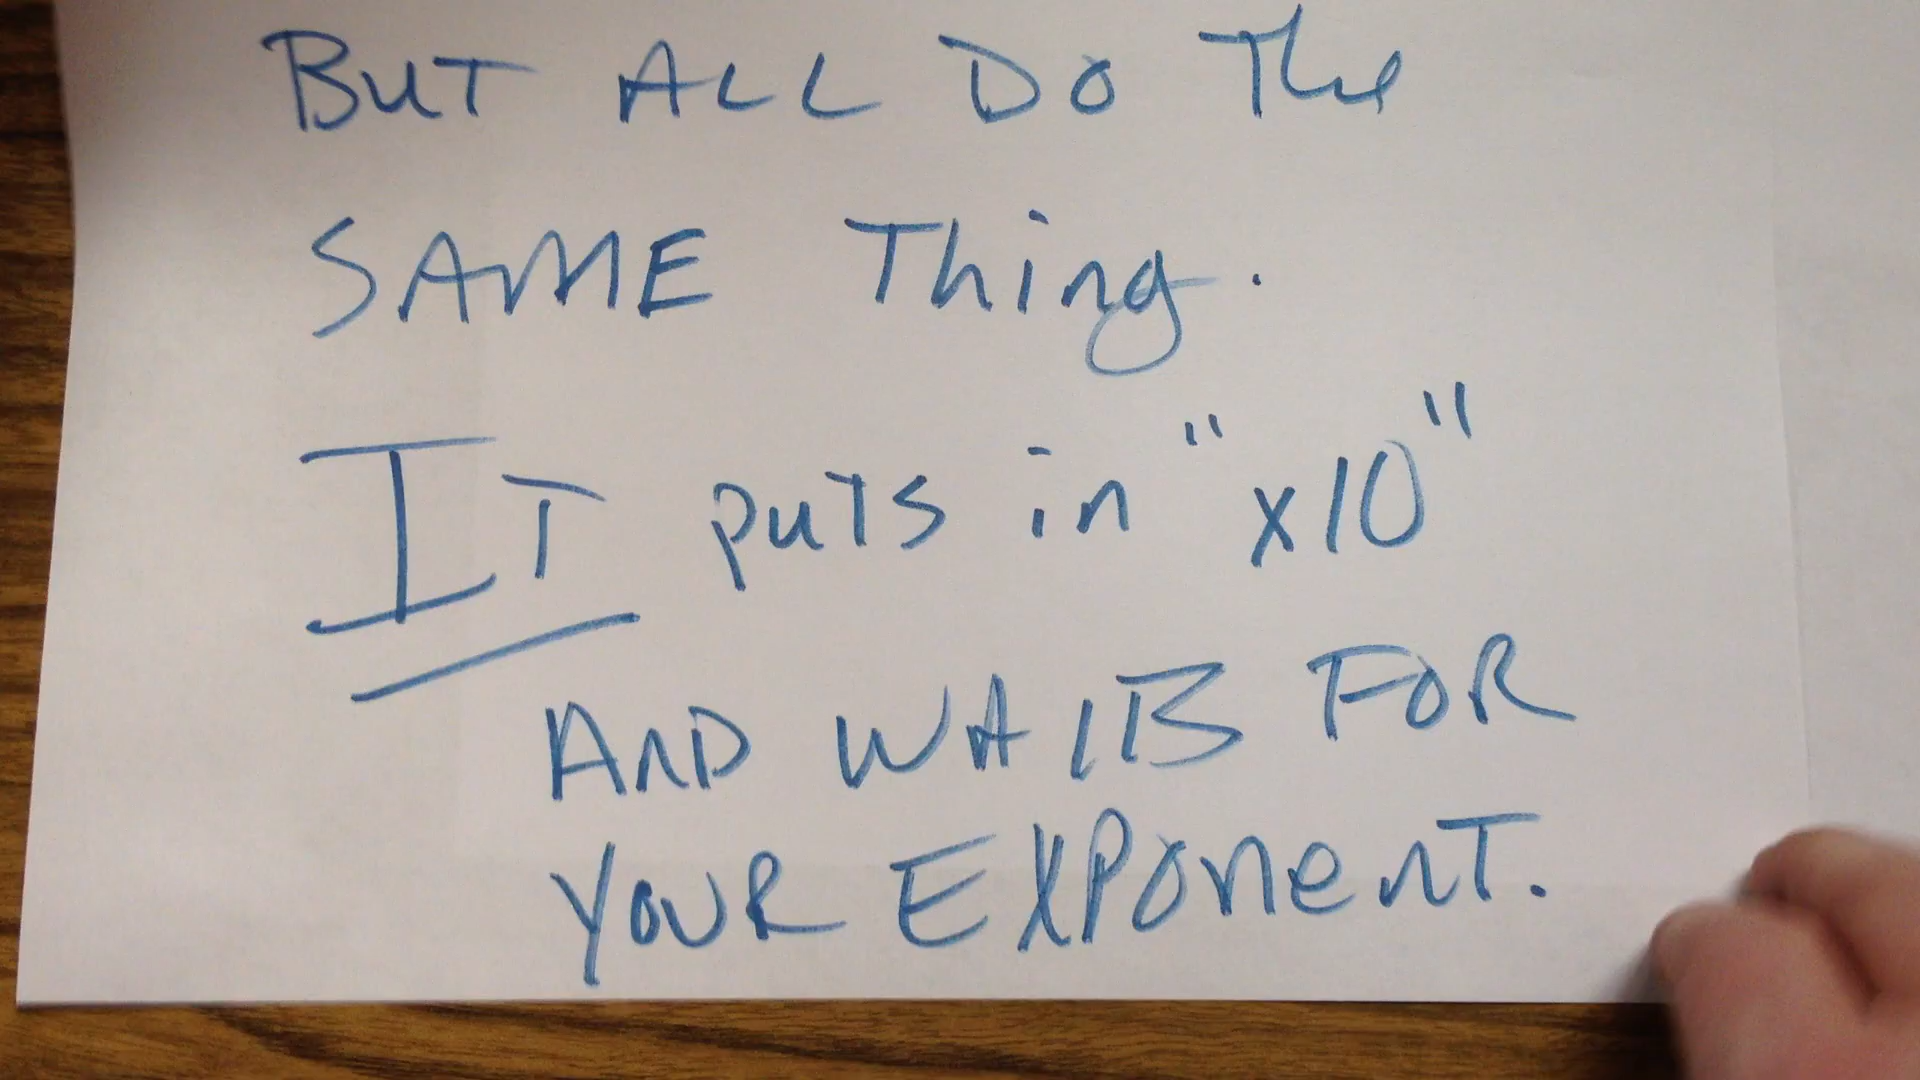 BUT ALL DO The
SAME Thing.
IT puTS in "x10"
AND WAITS FOR
YOUR EXPonenT.